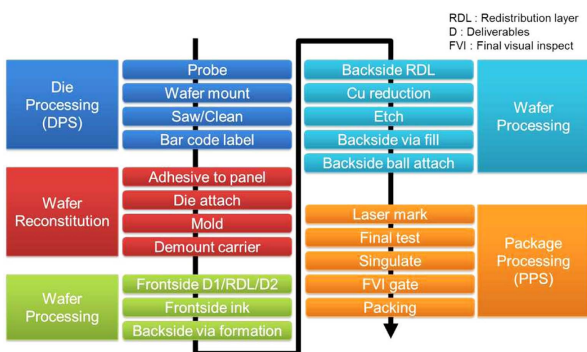 RDL : Redistribution layer
D : Deliverables
FVI : Final visual inspect
Die
Processing
(DPS)
Probe
Wafer mount
Saw/Clean
Bar code label
Wafer
Reconstitution
Adhesive to panel
Die attach
Mold
Demount carrier
Wafer
Processing
Frontside D1/RDL/D2
Frontside ink
Backside via formation
Backside RDL
Cu reduction
Etch
Backside via fill
Backside ball attach
Wafer
Processing
Laser mark
Final test
Singulate
FVI gate
Packing
Package
Processing
(PPS)